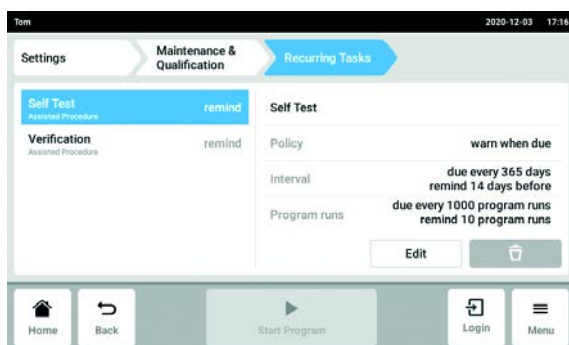 Tom 2020-12-03 17:16
Settings
Maintenance &
Qualification
Recurring Tasks
Self Test remind
Assisted Procedure
Verification remind
Assisted Procedure
Self Test
Policy warn when due
Interval due every 365 days
remind 14 days before
Program runs due every 1000 program runs
remind 10 program runs
Edit
Home
Back
Start Program
Login
Menu